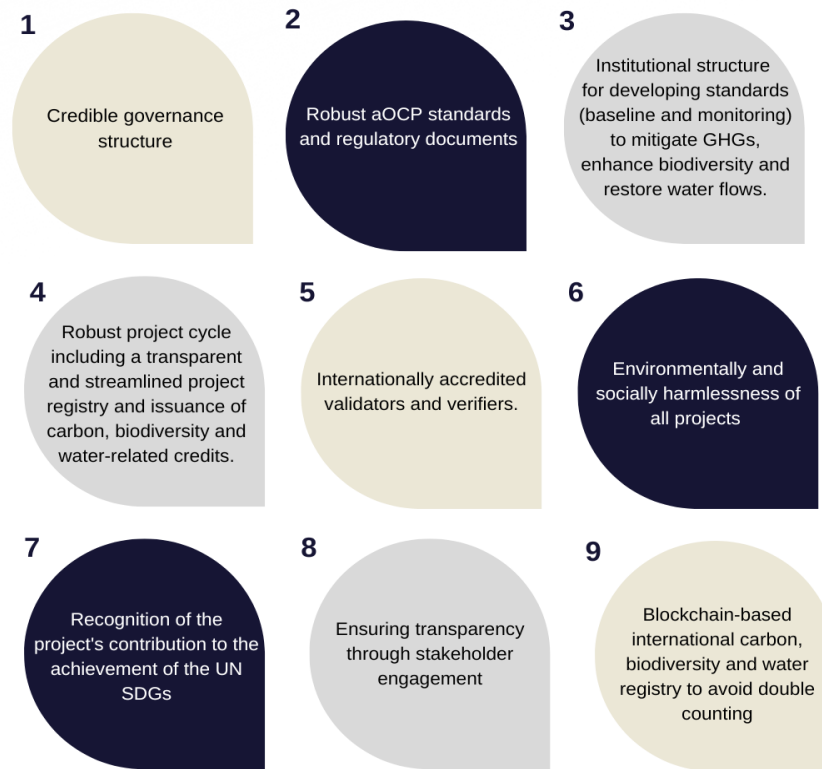 1
Credible governance
structure
2
Robust aOCP standards
and regulatory documents
3
Institutional structure
for developing standards
(baseline and monitoring)
to mitigate GHGs,
enhance biodiversity and
restore water flows.
4
Robust project cycle
including a transparent
and streamlined project
registry and issuance of
carbon, biodiversity and
water-related credits.
5
Internationally accredited
validators and verifiers.
6
Environmentally and
socially harmlessness of
all projects
7
Recognition of the
project's contribution to the
achievement of the UN
SDGs
8
Ensuring transparency
through stakeholder
engagement
9
Blockchain-based
international carbon,
biodiversity and water
registry to avoid double
counting